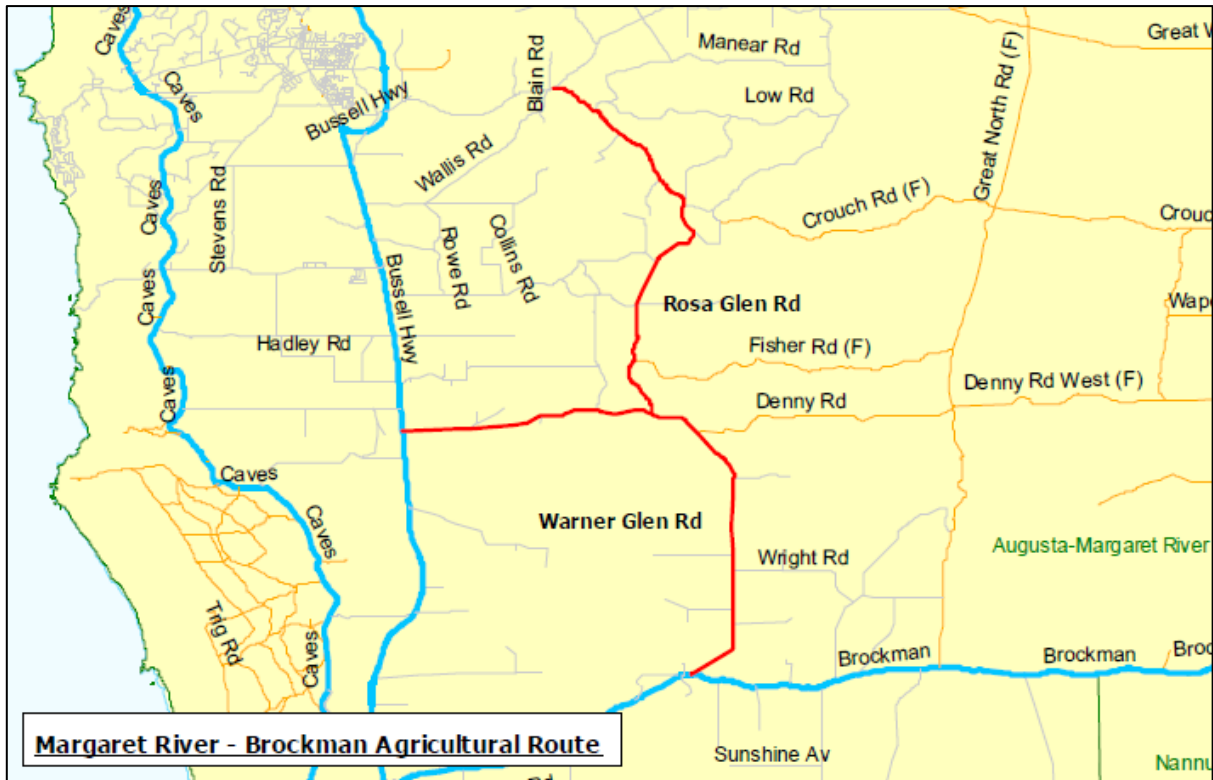 Caves
Great W
Manear Rd
Blain Rd
Great North Rd (F)
Caves
Low Rd
Bussell Hwy
Wallis Rd
Crouch Rd (F)
Caves
Crouc
Stevens Rd
Rowe Rd
Collins Rd
Bussell Hwy
Caves
Rosa Glen Rd
Wape
Hadley Rd
Fisher Rd (F)
Caves
Denny Rd
Denny Rd West (F)
Caves
Caves
Warner Glen Rd
Wright Rd
Augusta-Margaret River
Trig Rd
Caves
Brockman
Brockman
Broc
Margaret River - Brockman Agricultural Route
Sunshine Av
Nannu